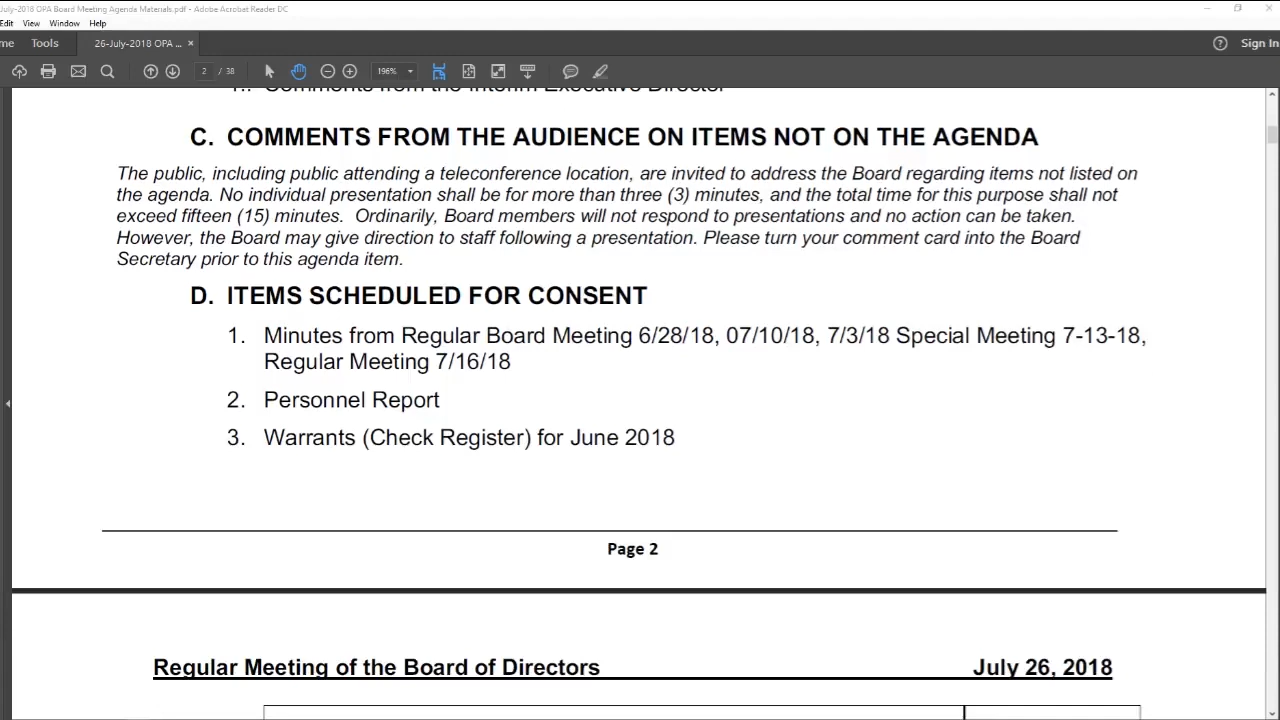 July-2018 OPA Board Meeting Agenda Materials.pdf - Adobe Acrobat Reader DC
Edit View Window Help
me Tools 26-July-2018 OPA ... × Sign In
2 / 38 196%
Comments from the Interim Executive Director
C. COMMENTS FROM THE AUDIENCE ON ITEMS NOT ON THE AGENDA
The public, including public attending a teleconference location, are invited to address the Board regarding items not listed on
the agenda. No individual presentation shall be for more than three (3) minutes, and the total time for this purpose shall not
exceed fifteen (15) minutes. Ordinarily, Board members will not respond to presentations and no action can be taken.
However, the Board may give direction to staff following a presentation. Please turn your comment card into the Board
Secretary prior to this agenda item.
D. ITEMS SCHEDULED FOR CONSENT
1. Minutes from Regular Board Meeting 6/28/18, 07/10/18, 7/3/18 Special Meeting 7-13-18,
Regular Meeting 7/16/18
2. Personnel Report
3. Warrants (Check Register) for June 2018
Page 2
Regular Meeting of the Board of Directors July 26, 2018